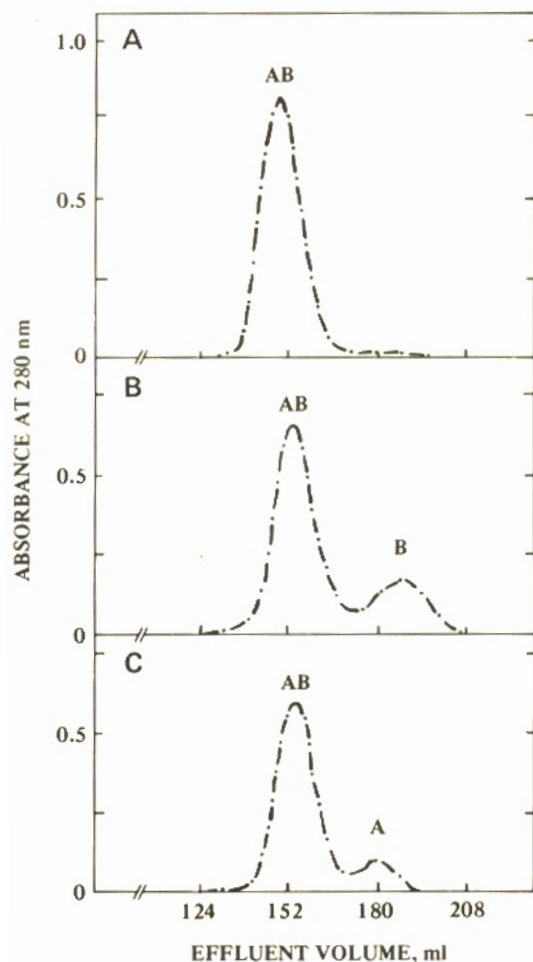 A
AB
1.0
0.5
0
B
AB
B
0.5
0
C
AB
A
0.5
0
124 152 180 208
EFFLUENT VOLUME, ml
ABSORBANCE AT 280 nm